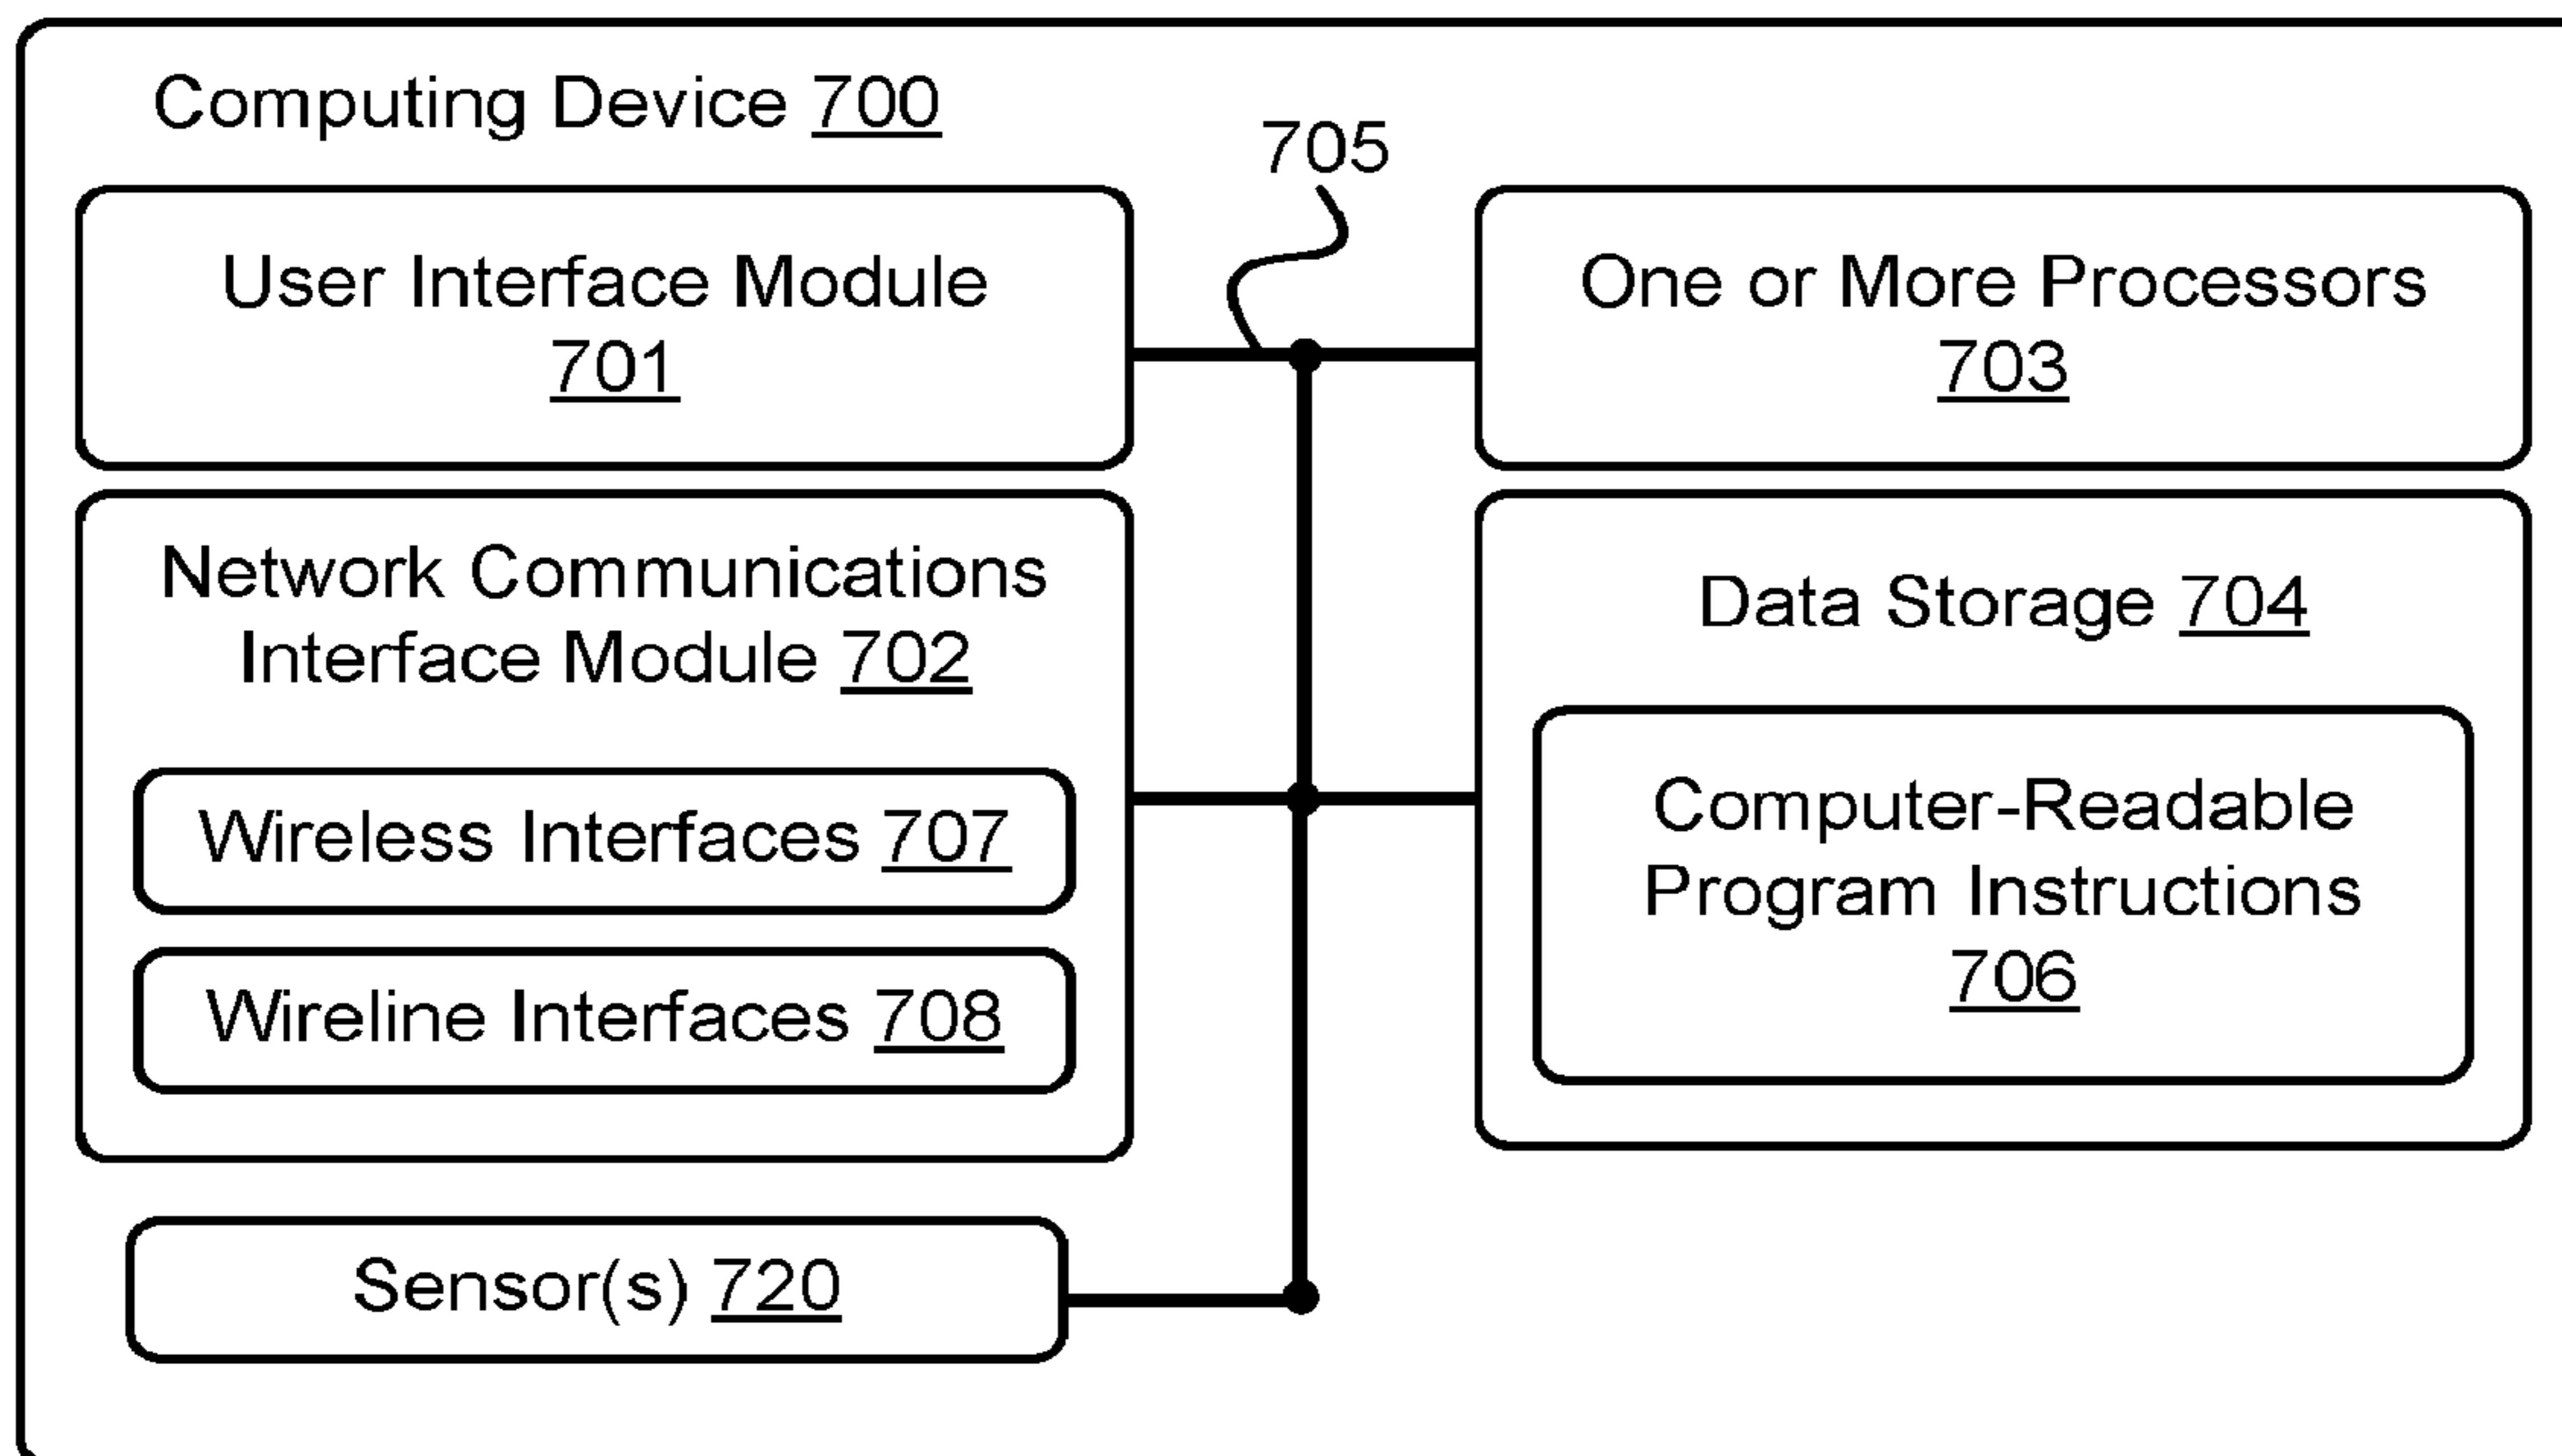 Computing Device 700
705
User Interface Module
701
One or More Processors
703
Network Communications
Interface Module 702
Wireless Interfaces 707
Wireline Interfaces 708
Data Storage 704
Computer-Readable
Program Instructions
706
Sensor(s) 720